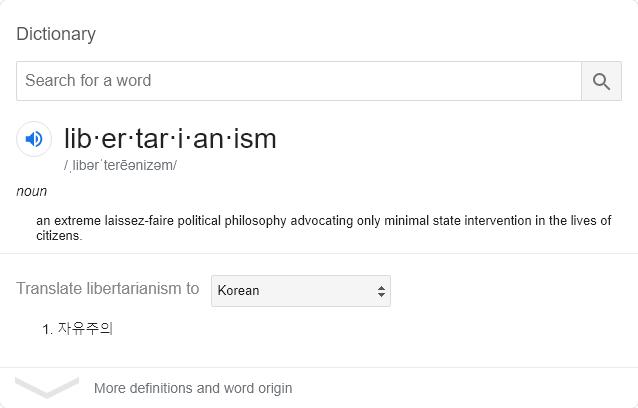 Dictionary
Search for a word
lib·er·tar·i·an·ism
/ˌlibərˈterēənizəm/
noun
an extreme laissez-faire political philosophy advocating only minimal state intervention in the lives of
citizens.
Translate libertarianism to Korean
1. 자유주의
More definitions and word origin